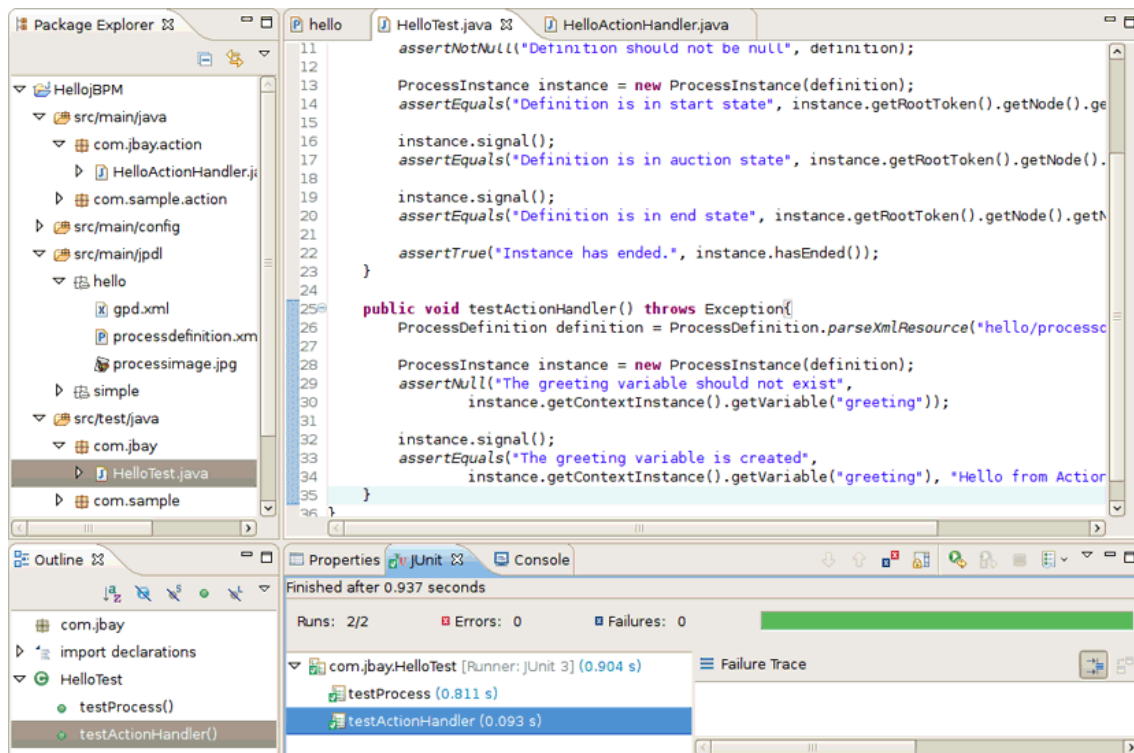 Package Explorer
HellojBPM
src/main/java
com.jbay.action
HelloActionHandler.ja
com.sample.action
src/main/config
src/main/jpdl
hello
gpd.xml
processdefinition.xm
processimage.jpg
simple
src/test/java
com.jbay
HelloTest.java
com.sample
hello HelloTest.java HelloActionHandler.java
11 assertNotNull("Definition should not be null", definition);
12
13 ProcessInstance instance = new ProcessInstance(definition);
14 assertEquals("Definition is in start state", instance.getRootToken().getNode().ge
15
16 instance.signal();
17 assertEquals("Definition is in auction state", instance.getRootToken().getNode().
18
19 instance.signal();
20 assertEquals("Definition is in end state", instance.getRootToken().getNode().getN
21
22 assertTrue("Instance has ended.", instance.hasEnded());
23 }
24
25 public void testActionHandler() throws Exception{
26 ProcessDefinition definition = ProcessDefinition.parseXmlResource("hello/processd
27
28 ProcessInstance instance = new ProcessInstance(definition);
29 assertNull("The greeting variable should not exist",
30 instance.getContextInstance().getVariable("greeting"));
31
32 instance.signal();
33 assertEquals("The greeting variable is created",
34 instance.getContextInstance().getVariable("greeting"), "Hello from Action
35 }
36 }
Outline
com.jbay
import declarations
HelloTest
testProcess()
testActionHandler()
Properties JUnit Console
Finished after 0.937 seconds
Runs: 2/2 Errors: 0 Failures: 0
com.jbay.HelloTest [Runner: JUnit 3] (0.904 s)
testProcess (0.811 s)
testActionHandler (0.093 s)
Failure Trace